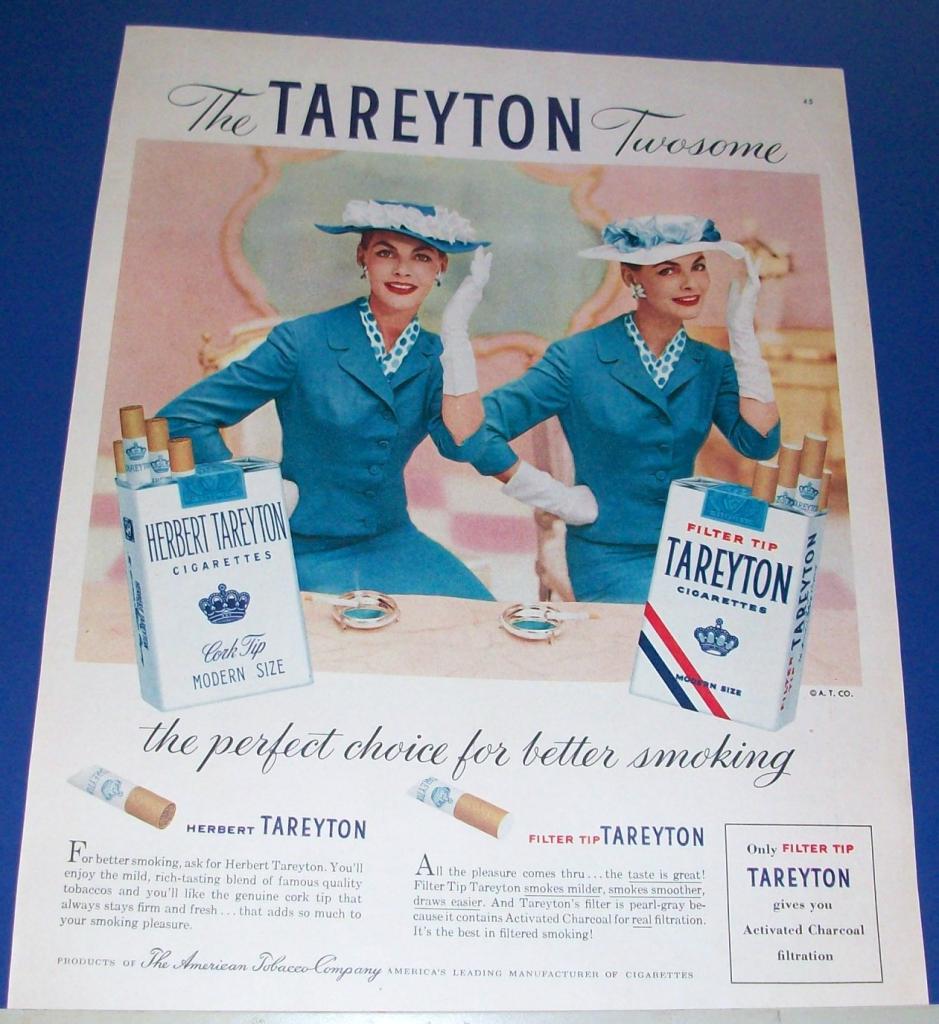 45
The TAREYTON Twosome
HERBERT TAREYTON
CIGARETTES
Cork Tip
MODERN SIZE
FILTER TIP
TAREYTON
CIGARETTES
MODERN SIZE
FILTER TIP TAREYTON
© A. T. CO.
the perfect choice for better smoking
HERBERT TAREYTON
For better smoking, ask for Herbert Tareyton. You'll
enjoy the mild, rich-tasting blend of famous quality
tobaccos and you'll like the genuine cork tip that
always stays firm and fresh . . . that adds so much to
your smoking pleasure.
FILTER TIP TAREYTON
All the pleasure comes thru . . . the taste is great!
Filter Tip Tareyton smokes milder, smokes smoother,
draws easier. And Tareyton's filter is pearl-gray be-
cause it contains Activated Charcoal for real filtration.
It's the best in filtered smoking!
Only FILTER TIP
TAREYTON
gives you
Activated Charcoal
filtration
PRODUCTS OF The American Tobacco Company AMERICA'S LEADING MANUFACTURER OF CIGARETTES